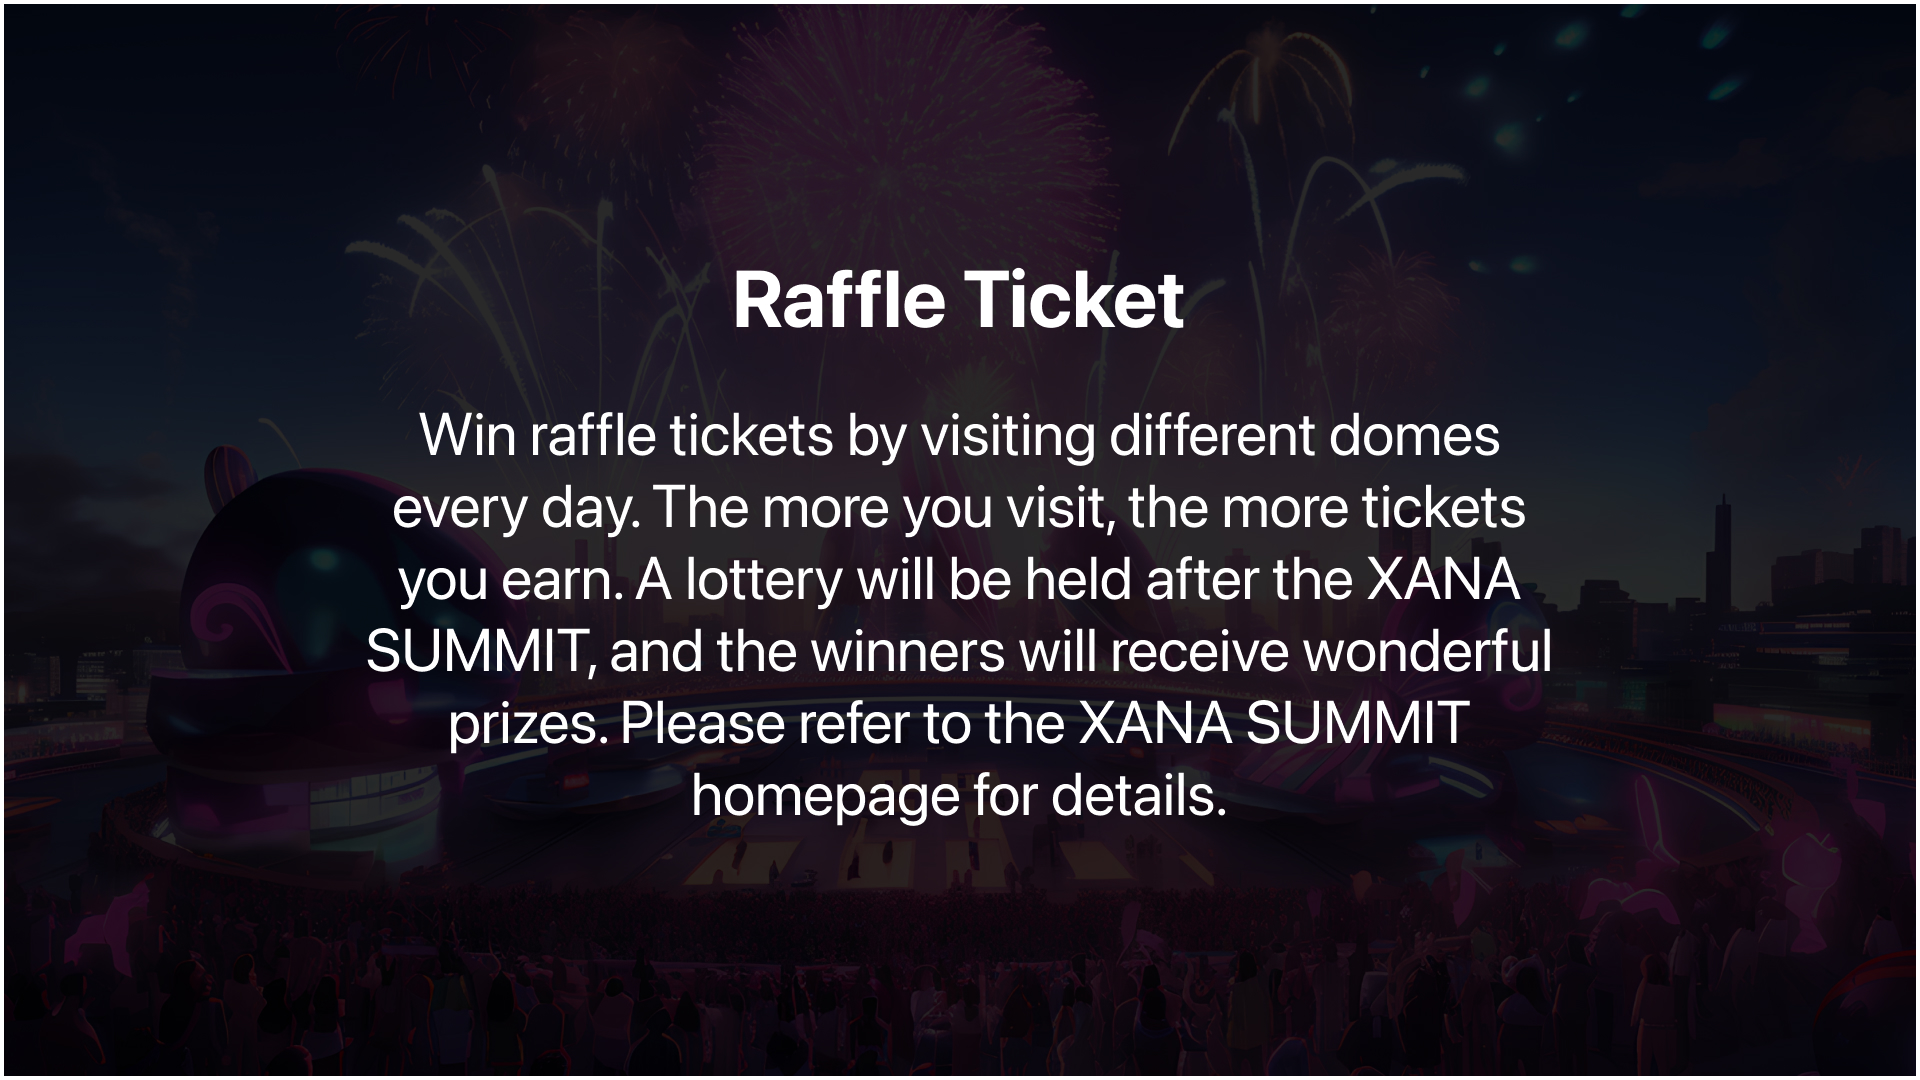 Raffle Ticket
Win raffle tickets by visiting different domes
every day. The more you visit, the more tickets
you earn. A lottery will be held after the XANA
SUMMIT, and the winners will receive wonderful
prizes. Please refer to the XANA SUMMIT
homepage for details.